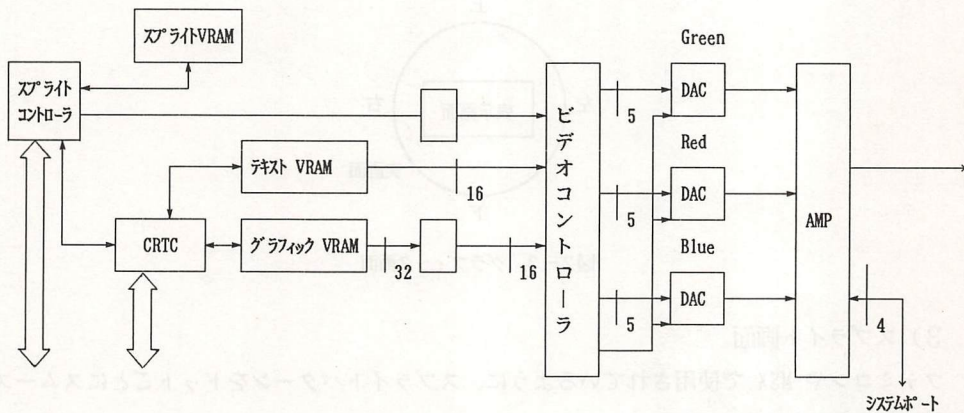 スプライトVRAM
Green
スプライト
コントローラ
DAC
5
Red
テキスト VRAM
16
ビデオコントローラ
DAC
5
AMP
CRTC
グラフィック VRAM
32
16
Blue
DAC
5
4
システムポート